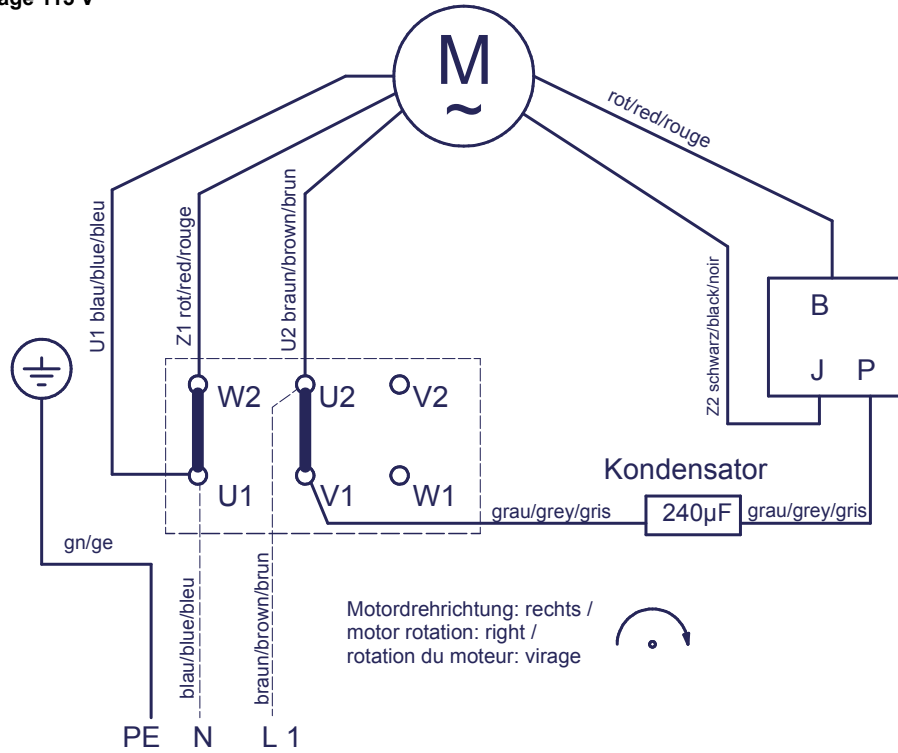 M
~
rot/red/rouge
U1 blau/blue/bleu
Z1 rot/red/rouge
U2 braun/brown/brun
Z2 schwarz/black/noir
B
J P
W2 U2 V2
U1 V1 W1
Kondensator
grau/grey/gris 240µF grau/grey/gris
gn/ge
blau/blue/bleu
braun/brown/brun
Motordrehrichtung: rechts /
motor rotation: right /
rotation du moteur: virage
PE N L 1